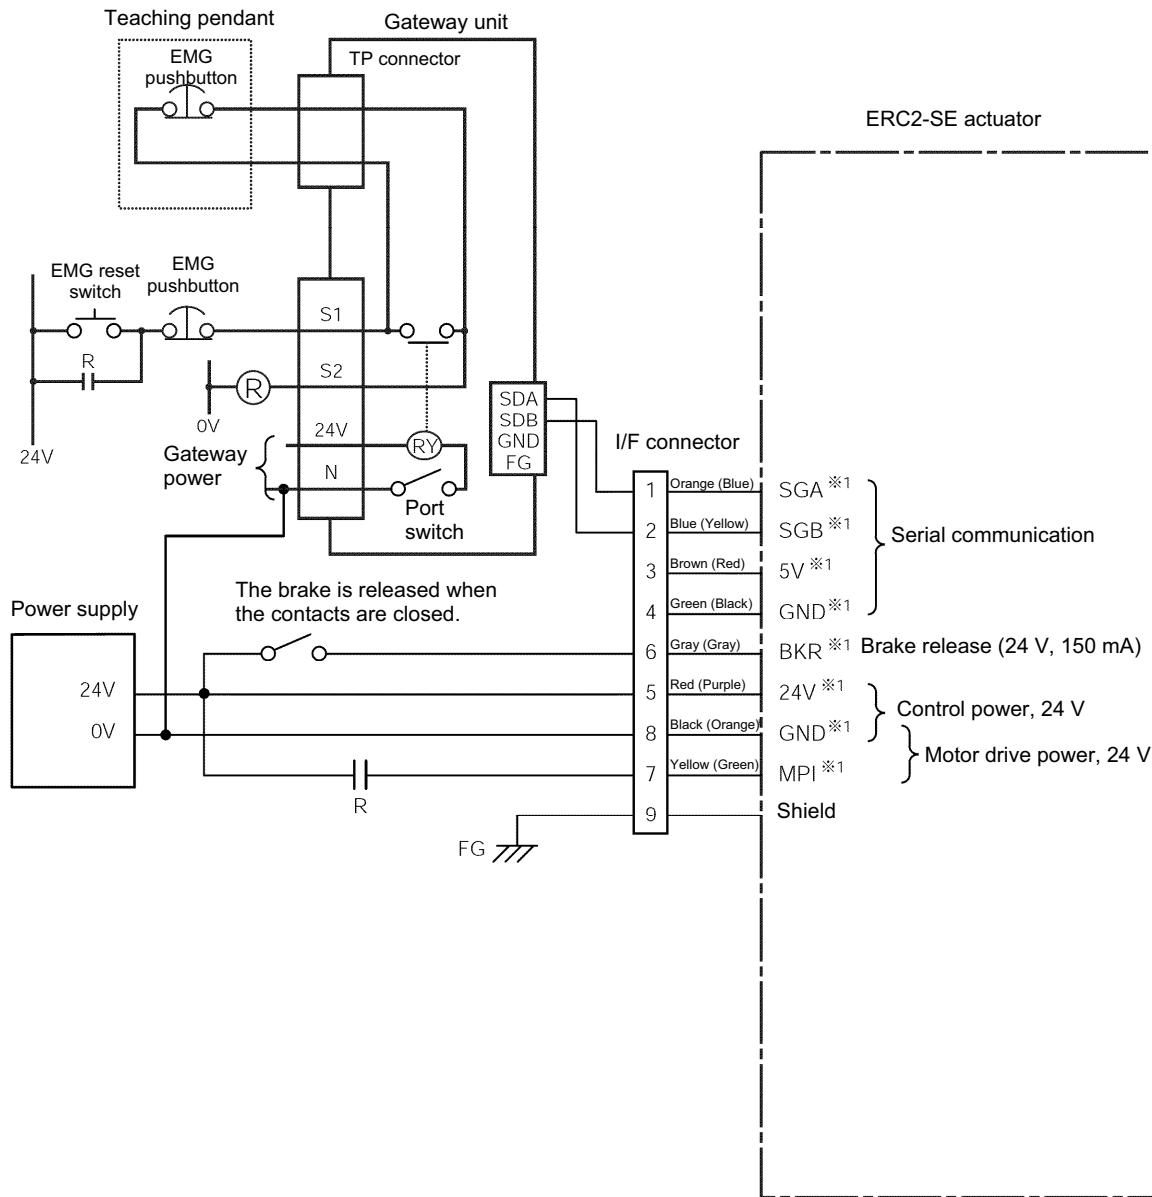 Teaching pendant
Gateway unit
EMG
pushbutton
TP connector
ERC2-SE actuator
EMG reset
switch
EMG
pushbutton
S1
R
S2
R
0V
24V
24V
Gateway
power
RY
N
Port
switch
SDA
SDB
GND
FG
I/F connector
1 Orange (Blue) SGA ※1
2 Blue (Yellow) SGB ※1
Serial communication
3 Brown (Red) 5V ※1
4 Green (Black) GND ※1
The brake is released when
the contacts are closed.
6 Gray (Gray) BKR ※1 Brake release (24 V, 150 mA)
Power supply
24V
5 Red (Purple) 24V ※1
Control power, 24 V
0V
8 Black (Orange) GND ※1
Motor drive power, 24 V
7 Yellow (Green) MPI ※1
R
9 Shield
FG